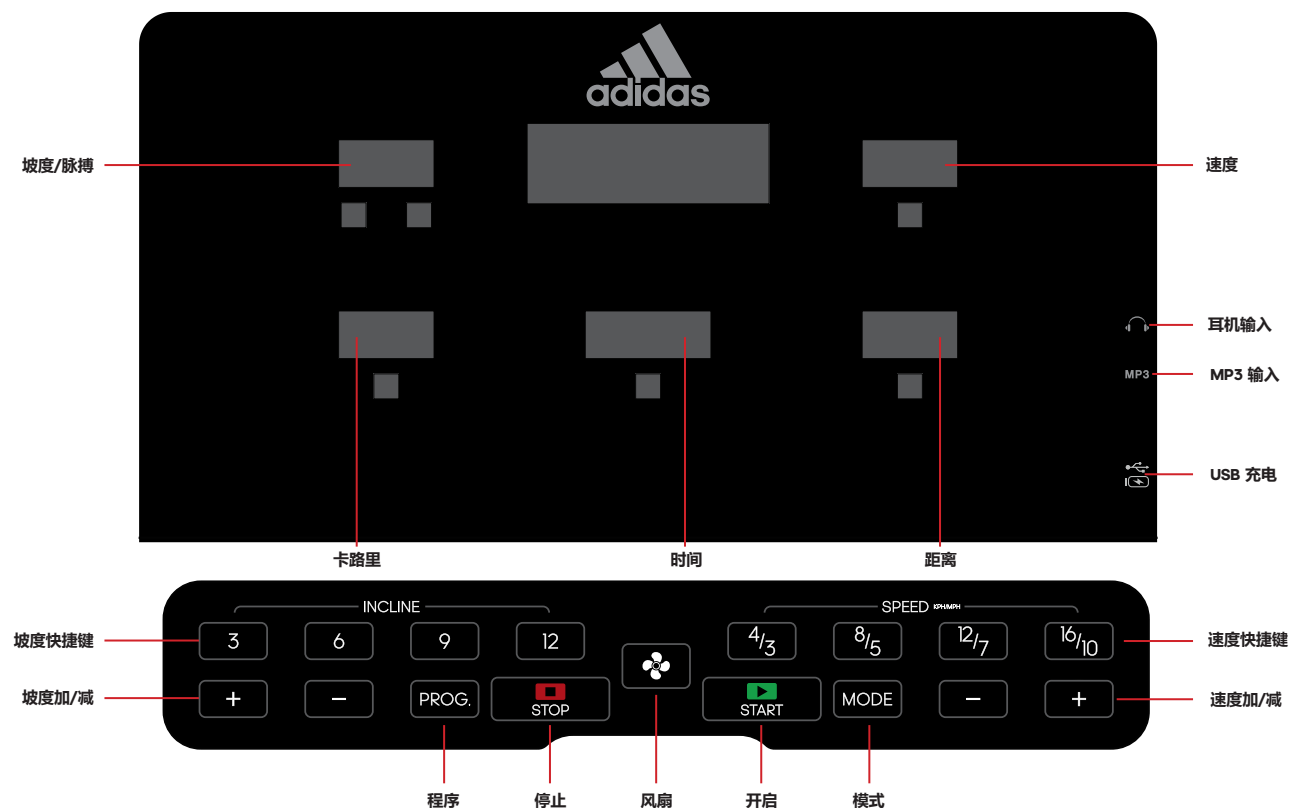 adidas
坡度/脉搏
速度
耳机输入
MP3
MP3 输入
USB 充电
卡路里
时间
距离
INCLINE
SPEED KPH/MPH
坡度快捷键
3
6
9
12
4/3
8/5
12/7
16/10
速度快捷键
坡度加/减
+
−
PROG.
STOP
START
MODE
−
+
速度加/减
程序
停止
风扇
开启
模式